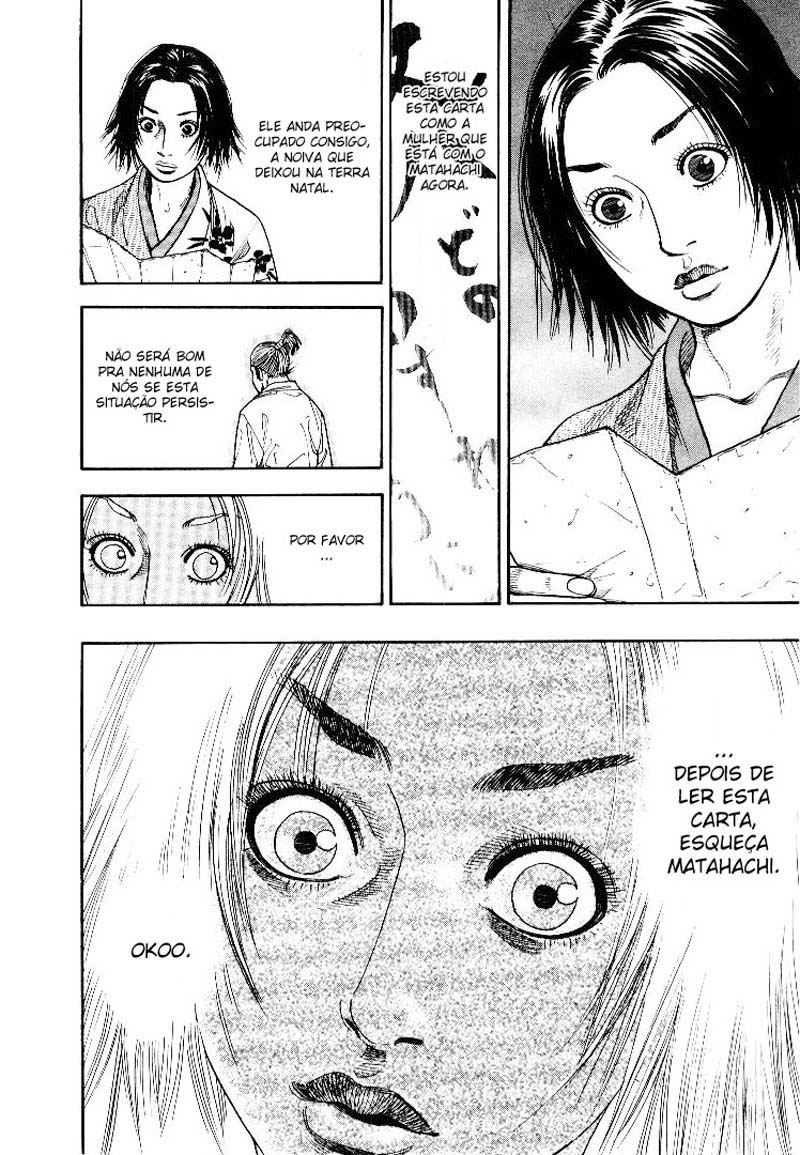 ESTOU
ESCREVENDO
ESTA CARTA
COMO A
MULHER QUE
ESTÁ COM O
MATAHACHI
AGORA.
ELE ANDA PREO-
CUPADO CONSIGO,
A NOIVA QUE
DEIXOU NA TERRA
NATAL.
NÃO SERÁ BOM
PRA NENHUMA DE
NÓS SE ESTA
SITUAÇÃO PERSIS-
TIR.
POR FAVOR
...
...
DEPOIS DE
LER ESTA
CARTA,
ESQUEÇA
MATAHACHI.
OKOO.